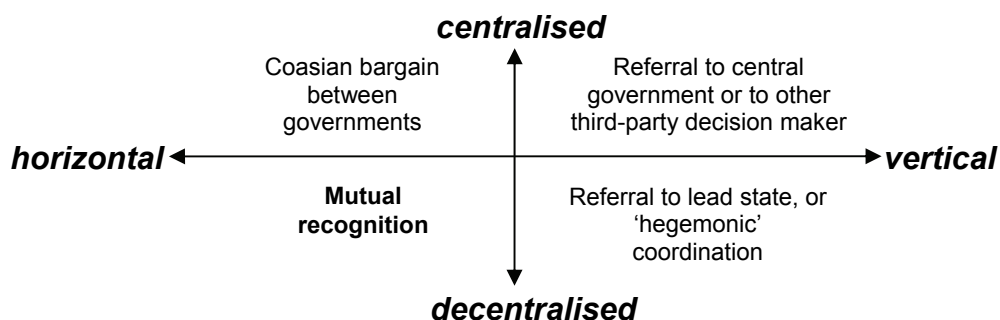 centralised
Coasian bargain
between
governments
Referral to central
government or to other
third-party decision maker
horizontal
vertical
Mutual
recognition
Referral to lead state, or
‘hegemonic’
coordination
decentralised